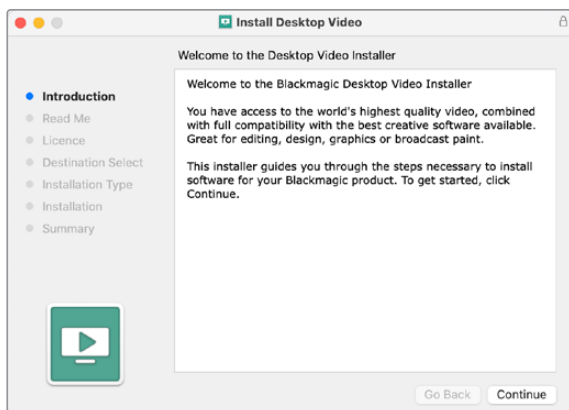 Install Desktop Video
Welcome to the Desktop Video Installer
Introduction
Read Me
Licence
Destination Select
Installation Type
Installation
Summary
Welcome to the Blackmagic Desktop Video Installer
You have access to the world's highest quality video, combined
with full compatibility with the best creative software available.
Great for editing, design, graphics or broadcast paint.
This installer guides you through the steps necessary to install
software for your Blackmagic product. To get started, click
Continue.
Go Back
Continue